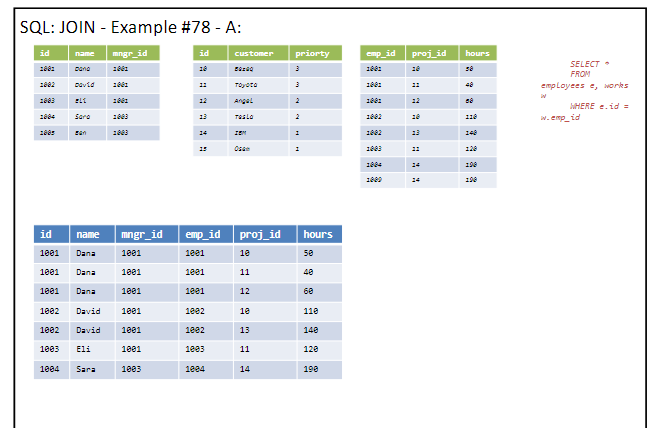 SQL: JOIN - Example #78 - A:
id name mngr_id
1001 Dana 1001
1002 David 1001
1003 Eli 1001
1004 Sara 1003
1005 Ben 1003
id customer priorty
10 Bezeq 3
11 Toyota 3
12 Angel 2
13 Tesla 2
14 IBM 1
15 Osem 1
emp_id proj_id hours
1001 10 50
1001 11 40
1001 12 60
1002 10 110
1002 13 140
1003 11 120
1004 14 190
1009 14 190
SELECT *
FROM
employees e, works
w
WHERE e.id =
w.emp_id
id name mngr_id emp_id proj_id hours
1001 Dana 1001 1001 10 50
1001 Dana 1001 1001 11 40
1001 Dana 1001 1001 12 60
1002 David 1001 1002 10 110
1002 David 1001 1002 13 140
1003 Eli 1001 1003 11 120
1004 Sara 1003 1004 14 190